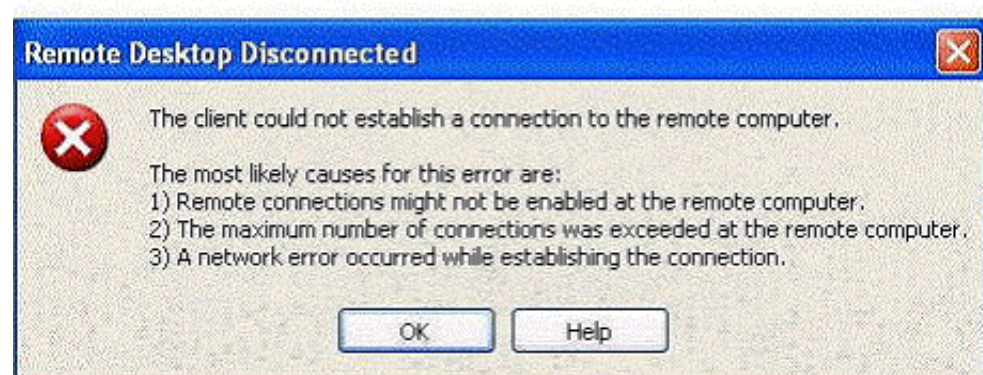 Remote Desktop Disconnected
The client could not establish a connection to the remote computer.
The most likely causes for this error are:
1) Remote connections might not be enabled at the remote computer.
2) The maximum number of connections was exceeded at the remote computer.
3) A network error occurred while establishing the connection.
OK Help